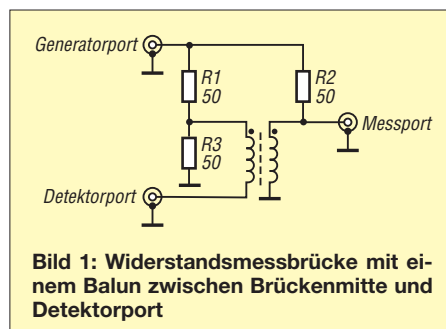 Generatorport
R1
50
R2
50
Messport
R3
50
Detektorport
Bild 1: Widerstandsmessbrücke mit ei-
nem Balun zwischen Brückenmitte und
Detektorport